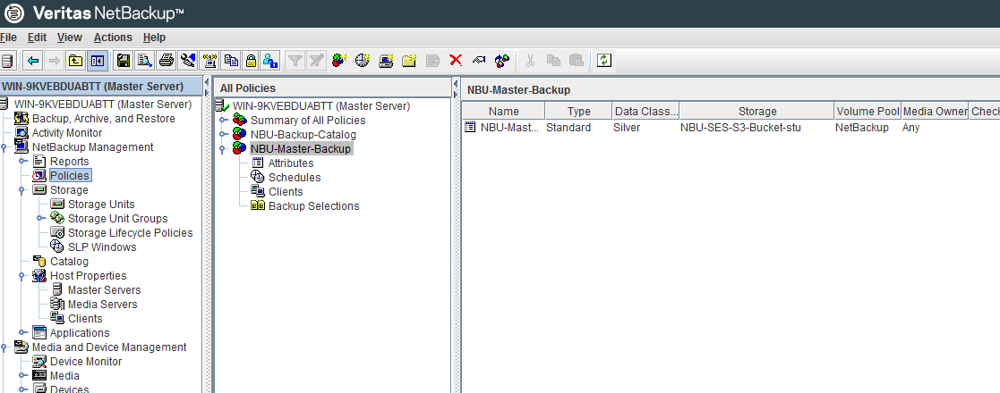 Veritas NetBackup™
File Edit View Actions Help
WIN-9KVEBDUABTT (Master Server)
WIN-9KVEBDUABTT (Master Server)
Backup, Archive, and Restore
Activity Monitor
NetBackup Management
Reports
Policies
Storage
Storage Units
Storage Unit Groups
Storage Lifecycle Policies
SLP Windows
Catalog
Host Properties
Master Servers
Media Servers
Clients
Applications
Media and Device Management
Device Monitor
Media
Devices
All Policies
WIN-9KVEBDUABTT (Master Server)
Summary of All Policies
NBU-Backup-Catalog
NBU-Master-Backup
Attributes
Schedules
Clients
Backup Selections
NBU-Master-Backup
Name Type Data Class... Storage Volume Pool Media Owner Check
NBU-Mast... Standard Silver NBU-SES-S3-Bucket-stu NetBackup Any